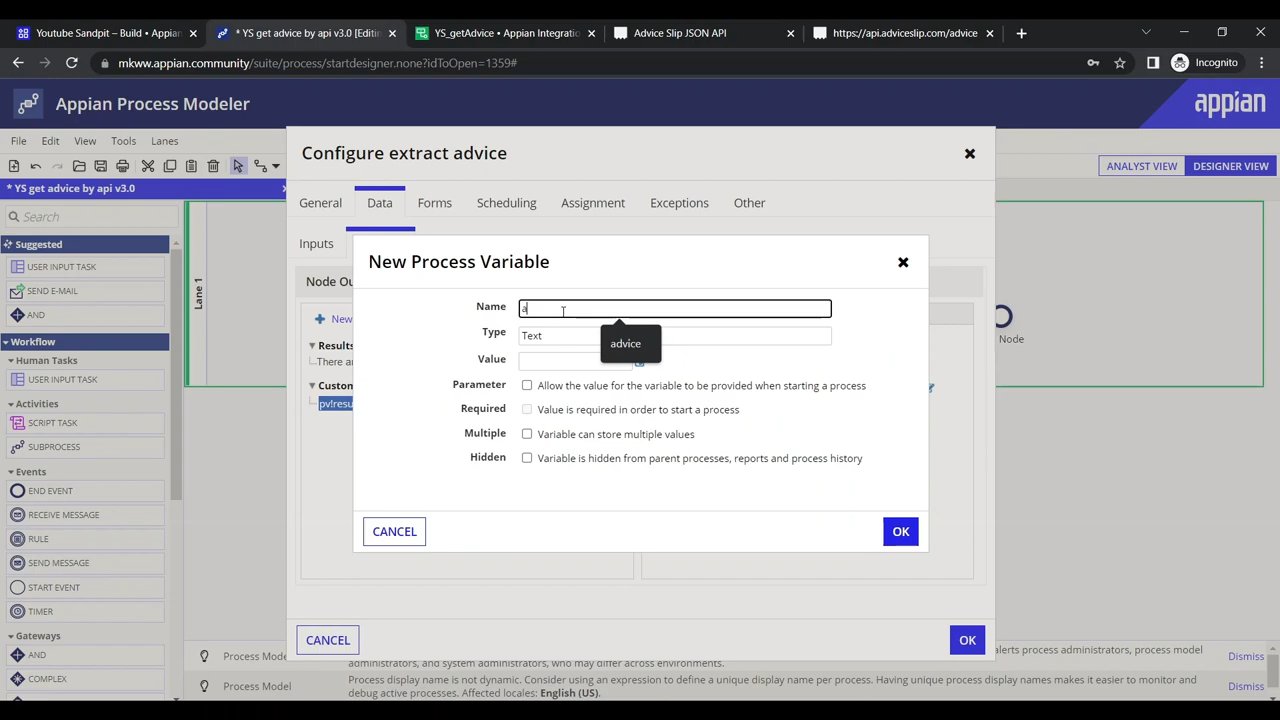 Youtube Sandpit – Build • Appian
* YS get advice by api v3.0 [Editin
YS_getAdvice • Appian Integratio
Advice Slip JSON API
https://api.adviceslip.com/advice
mkww.appian.community/suite/process/startdesigner.none?idToOpen=1359#
Incognito
Appian Process Modeler
appian
File Edit View Tools Lanes
ANALYST VIEW DESIGNER VIEW
* YS get advice by api v3.0
Search
Suggested
USER INPUT TASK
SEND E-MAIL
AND
Workflow
Human Tasks
USER INPUT TASK
Activities
SCRIPT TASK
SUBPROCESS
Events
END EVENT
RECEIVE MESSAGE
RULE
SEND MESSAGE
START EVENT
TIMER
Gateways
AND
COMPLEX
Lane 1
Node
Configure extract advice
General Data Forms Scheduling Assignment Exceptions Other
Inputs
Node Ou
New
Results
There ar
Custom
pv!resu
New Process Variable
Name a
advice
Type Text
Value
Parameter Allow the value for the variable to be provided when starting a process
Required Value is required in order to start a process
Multiple Variable can store multiple values
Hidden Variable is hidden from parent processes, reports and process history
CANCEL OK
CANCEL OK
Process Mode
alerts process administrators, process model
administrators, and system administrators, who may differ across environments.
Dismiss
Process Model
Process display name is not dynamic. Consider using an expression to define a unique display name per process. Having unique process display names makes it easier to monitor and
debug active processes. Affected locales: English (US).
Dismiss